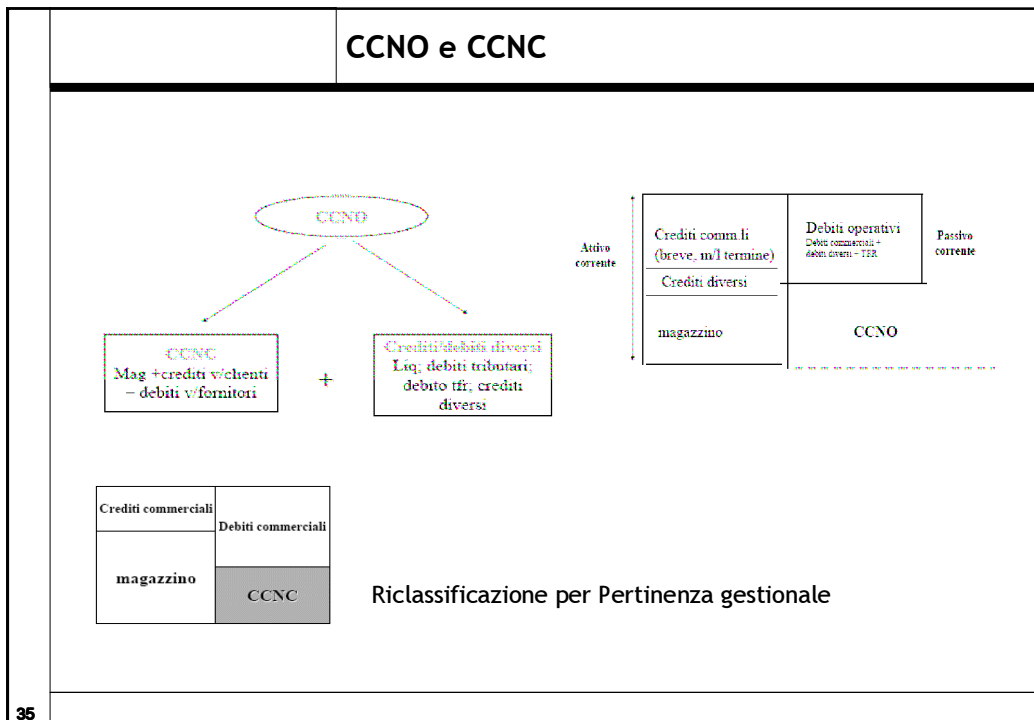 CCNO e CCNC
CCNO
CCNC
Mag +crediti v/clienti
– debiti v/fornitori
+
Crediti/debiti diversi
Liq; debiti tributari;
debito tfr; crediti
diversi
Attivo
corrente
Crediti comm.li
(breve, m/l termine)
Crediti diversi
magazzino
Debiti operativi
Debiti commerciali +
debiti diversi + TFR
Passivo
corrente
CCNO
Crediti commerciali
magazzino
Debiti commerciali
CCNC
Riclassificazione per Pertinenza gestionale
35